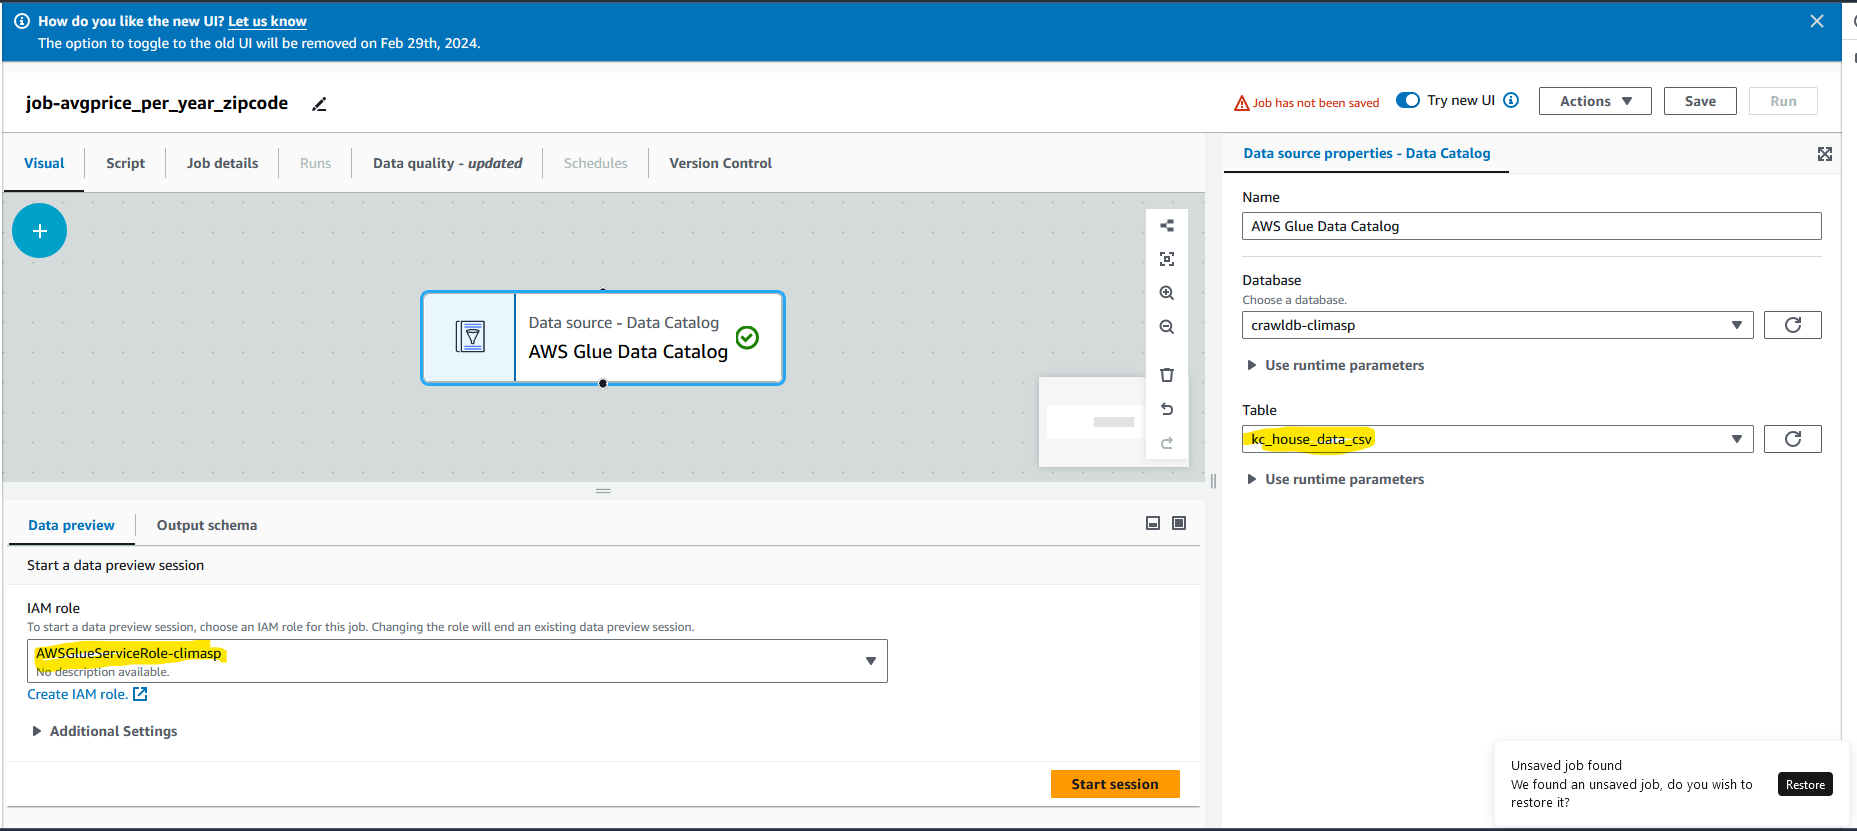 How do you like the new UI? Let us know
The option to toggle to the old UI will be removed on Feb 29th, 2024.
job-avgprice_per_year_zipcode
Job has not been saved
Try new UI
Actions
Save
Run
Visual
Script
Job details
Runs
Data quality - updated
Schedules
Version Control
Data source - Data Catalog
AWS Glue Data Catalog
Data preview
Output schema
Start a data preview session
IAM role
To start a data preview session, choose an IAM role for this job. Changing the role will end an existing data preview session.
AWSGlueServiceRole-climasp
No description available.
Create IAM role.
Additional Settings
Start session
Data source properties - Data Catalog
Name
AWS Glue Data Catalog
Database
Choose a database.
crawldb-climasp
Use runtime parameters
Table
kc_house_data_csv
Use runtime parameters
Unsaved job found
We found an unsaved job, do you wish to
restore it?
Restore